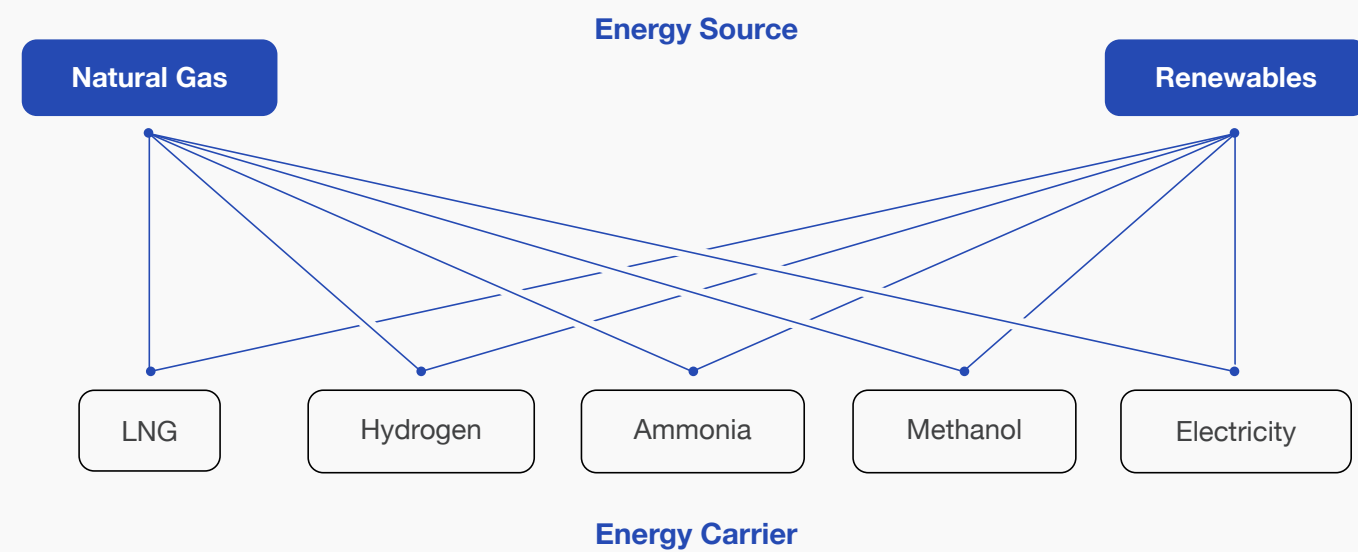 Energy Source
Natural Gas
Renewables
LNG
Hydrogen
Ammonia
Methanol
Electricity
Energy Carrier